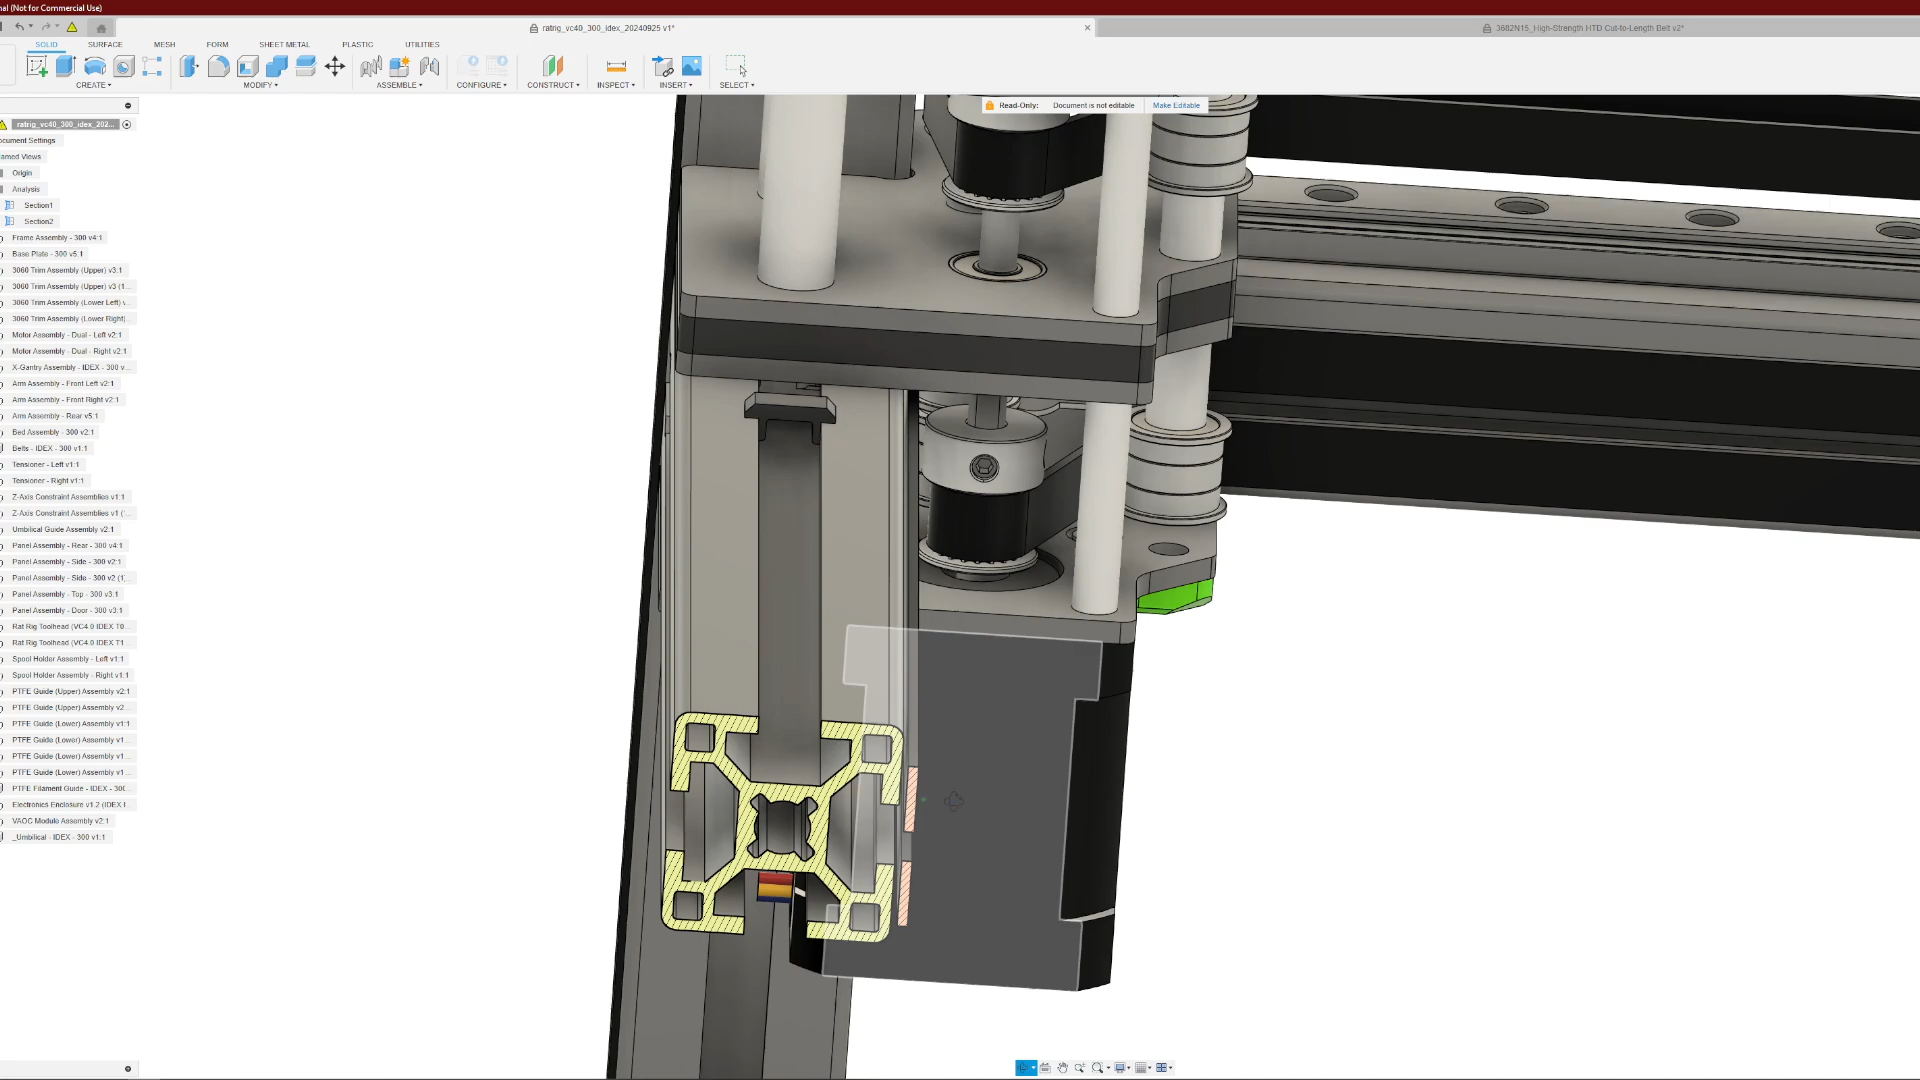 nal (Not for Commercial Use)
ratrig_vc40_300_idex_20240925 v1*
3682N15_High-Strength HTD Cut-to-Length Belt v2*
SOLID SURFACE MESH FORM SHEET METAL PLASTIC UTILITIES
CREATE MODIFY ASSEMBLE CONFIGURE CONSTRUCT INSPECT INSERT SELECT
Read-Only: Document is not editable Make Editable
ratrig_vc40_300_idex_202...
ocument Settings
amed Views
Origin
Analysis
Section1
Section2
Frame Assembly - 300 v4:1
Base Plate - 300 v5:1
3060 Trim Assembly (Upper) v3:1
3060 Trim Assembly (Upper) v3 (1...
3060 Trim Assembly (Lower Left) v...
3060 Trim Assembly (Lower Right)...
Motor Assembly - Dual - Left v2:1
Motor Assembly - Dual - Right v2:1
X-Gantry Assembly - IDEX - 300 v...
Arm Assembly - Front Left v2:1
Arm Assembly - Front Right v2:1
Arm Assembly - Rear v5:1
Bed Assembly - 300 v2:1
Belts - IDEX - 300 v1:1
Tensioner - Left v1:1
Tensioner - Right v1:1
Z-Axis Constraint Assemblies v1:1
Z-Axis Constraint Assemblies v1 (...
Umbilical Guide Assembly v2:1
Panel Assembly - Rear - 300 v4:1
Panel Assembly - Side - 300 v2:1
Panel Assembly - Side - 300 v2 (1)...
Panel Assembly - Top - 300 v3:1
Panel Assembly - Door - 300 v3:1
Rat Rig Toolhead (VC4.0 IDEX T0...
Rat Rig Toolhead (VC4.0 IDEX T1...
Spool Holder Assembly - Left v1:1
Spool Holder Assembly - Right v1:1
PTFE Guide (Upper) Assembly v2:1
PTFE Guide (Upper) Assembly v2...
PTFE Guide (Lower) Assembly v1:1
PTFE Guide (Lower) Assembly v1...
PTFE Guide (Lower) Assembly v1...
PTFE Guide (Lower) Assembly v1...
PTFE Filament Guide - IDEX - 300...
Electronics Enclosure v1.2 (IDEX I...
VAOC Module Assembly v2:1
_Umbilical - IDEX - 300 v1:1